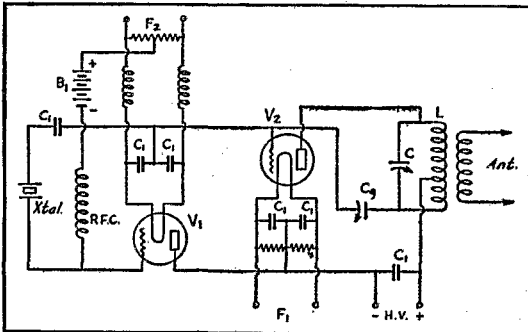 F2
B1
+
-
C1
C1
C1
Xtal.
R.F.C.
V1
V2
L
C
Cg
Ant.
C1
C1
C1
F1
- H.V. +